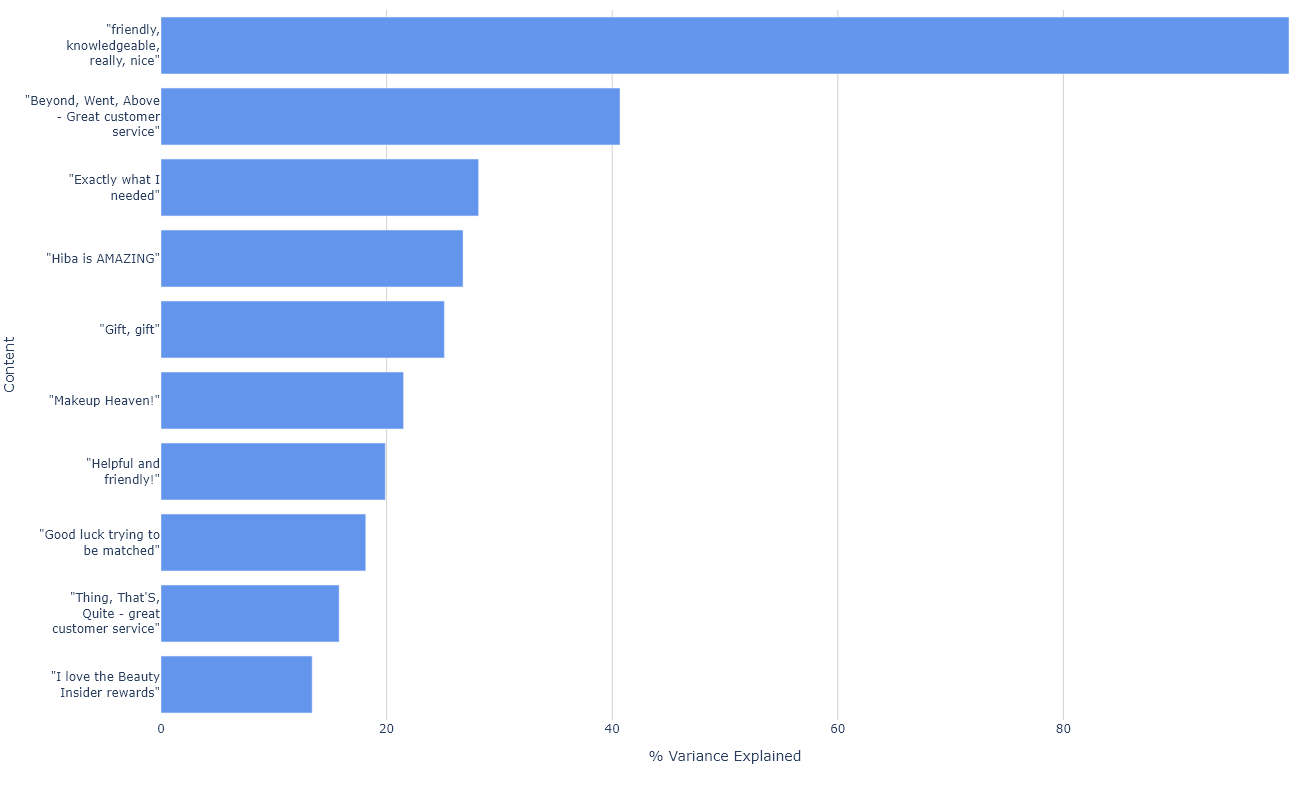 "friendly,
knowledgeable,
really, nice"
"Beyond, Went, Above
- Great customer
service"
"Exactly what I
needed"
"Hiba is AMAZING"
"Gift, gift"
Content
"Makeup Heaven!"
"Helpful and
friendly!"
"Good luck trying to
be matched"
"Thing, That'S,
Quite - great
customer service"
"I love the Beauty
Insider rewards"
0 20 40 60 80
% Variance Explained